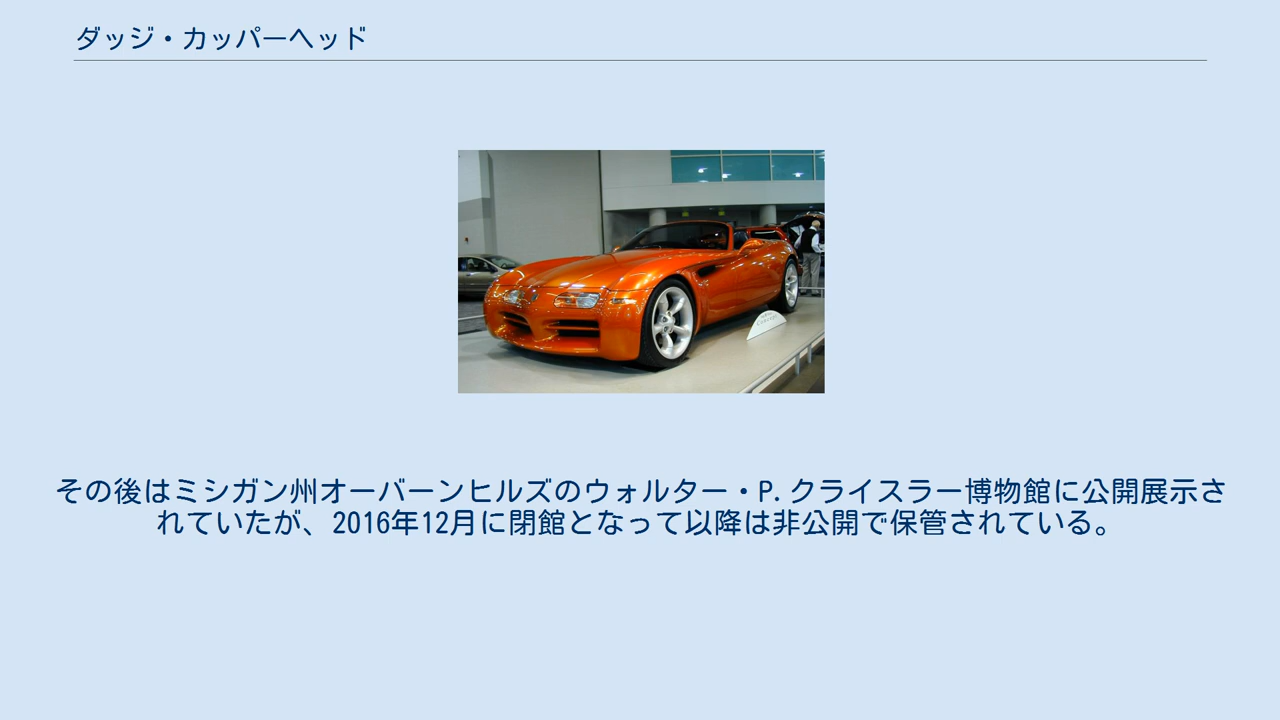 ダッジ・カッパーヘッド
その後はミシガン州オーバーンヒルズのウォルター・P.クライスラー博物館に公開展示さ
れていたが、2016年12月に閉館となって以降は非公開で保管されている。